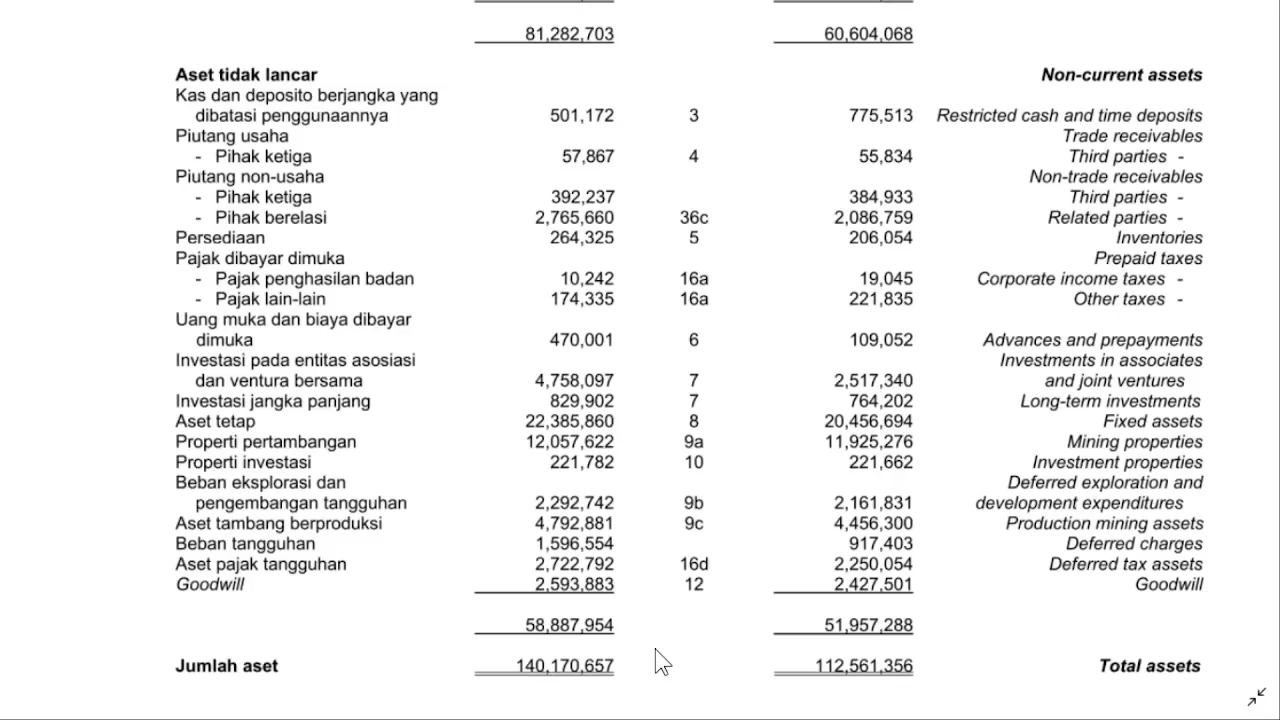 81,282,703 60,604,068
Aset tidak lancar Non-current assets
Kas dan deposito berjangka yang
dibatasi penggunaannya 501,172 3 775,513 Restricted cash and time deposits
Piutang usaha Trade receivables
- Pihak ketiga 57,867 4 55,834 Third parties -
Piutang non-usaha Non-trade receivables
- Pihak ketiga 392,237 384,933 Third parties -
- Pihak berelasi 2,765,660 36c 2,086,759 Related parties -
Persediaan 264,325 5 206,054 Inventories
Pajak dibayar dimuka Prepaid taxes
- Pajak penghasilan badan 10,242 16a 19,045 Corporate income taxes -
- Pajak lain-lain 174,335 16a 221,835 Other taxes -
Uang muka dan biaya dibayar
dimuka 470,001 6 109,052 Advances and prepayments
Investasi pada entitas asosiasi Investments in associates
dan ventura bersama 4,758,097 7 2,517,340 and joint ventures
Investasi jangka panjang 829,902 7 764,202 Long-term investments
Aset tetap 22,385,860 8 20,456,694 Fixed assets
Properti pertambangan 12,057,622 9a 11,925,276 Mining properties
Properti investasi 221,782 10 221,662 Investment properties
Beban eksplorasi dan Deferred exploration and
pengembangan tangguhan 2,292,742 9b 2,161,831 development expenditures
Aset tambang berproduksi 4,792,881 9c 4,456,300 Production mining assets
Beban tangguhan 1,596,554 917,403 Deferred charges
Aset pajak tangguhan 2,722,792 16d 2,250,054 Deferred tax assets
Goodwill 2,593,883 12 2,427,501 Goodwill
58,887,954 51,957,288
Jumlah aset 140,170,657 112,561,356 Total assets